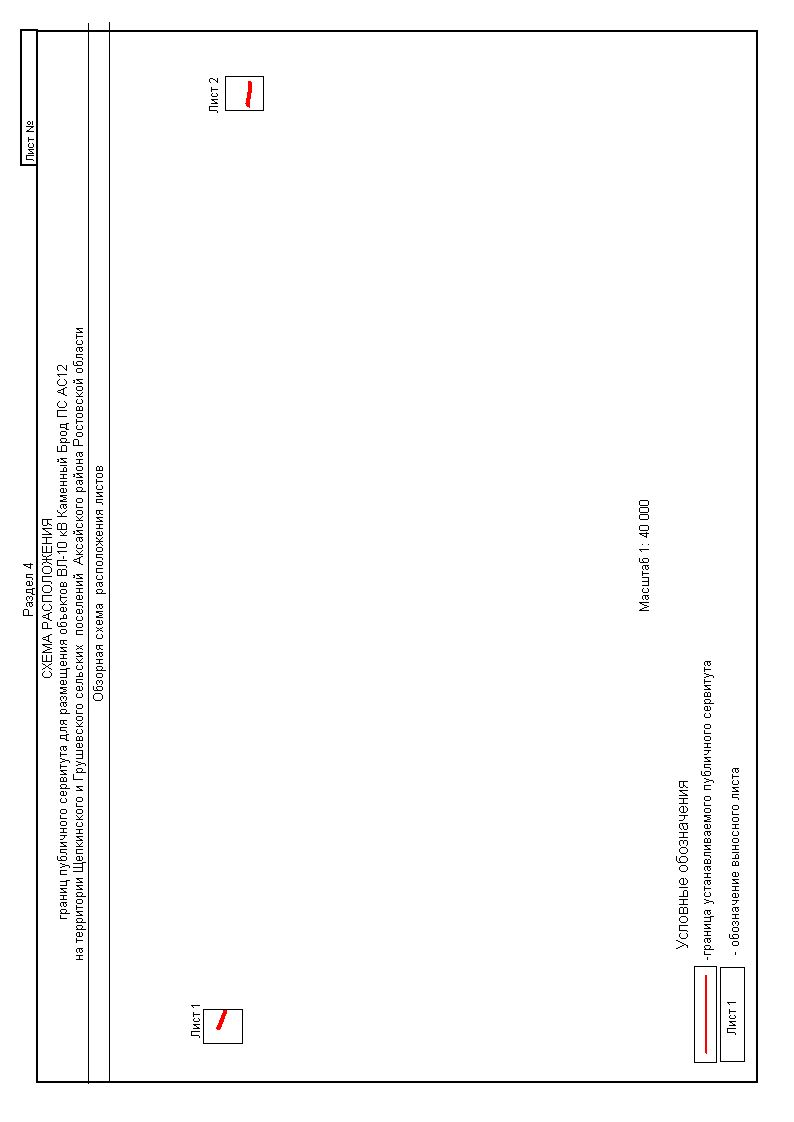 Лист №
Раздел 4
СХЕМА РАСПОЛОЖЕНИЯ
границ публичного сервитута для размещения объектов ВЛ-10 кВ Каменный Брод ПС АС12
на территории Щепкинского и Грушевского сельских поселений Аксайского района Ростовской области
Обзорная схема расположения листов
Лист 1
Лист 2
Масштаб 1: 40 000
Условные обозначения
-граница устанавливаемого публичного сервитута
Лист 1
- обозначение выносного листа